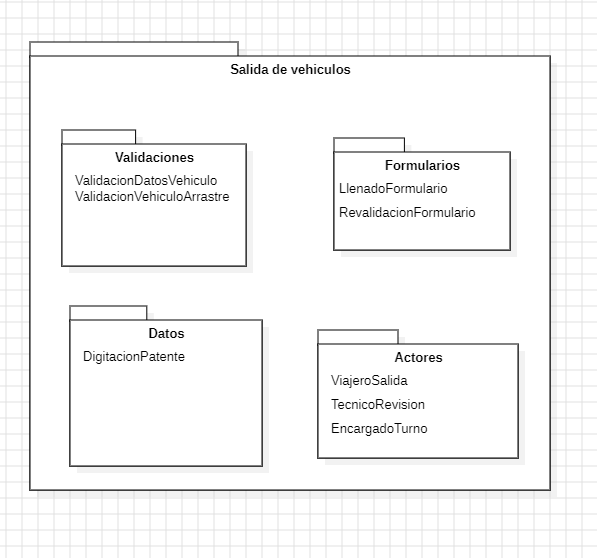 Salida de vehiculos
Validaciones
ValidacionDatosVehiculo
ValidacionVehiculoArrastre
Formularios
LlenadoFormulario
RevalidacionFormulario
Datos
DigitacionPatente
Actores
ViajeroSalida
TecnicoRevision
EncargadoTurno